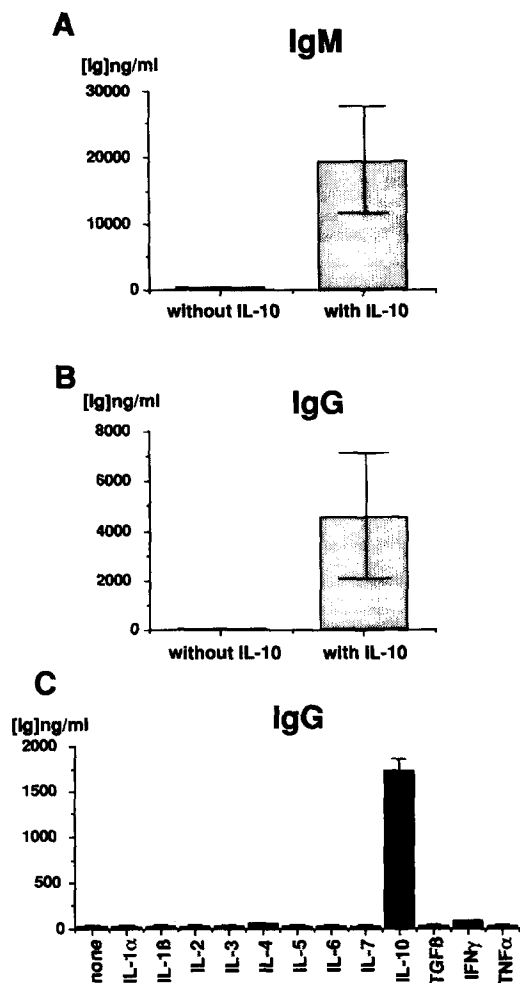 A
IgM
[Ig]ng/ml
30000
20000
10000
0
without IL-10
with IL-10
B
IgG
[Ig]ng/ml
8000
6000
4000
2000
0
without IL-10
with IL-10
C
IgG
[Ig]ng/ml
2000
1500
1000
500
0
none
IL-1α
IL-1β
IL-2
IL-3
IL-4
IL-5
IL-6
IL-7
IL-10
TGFβ
IFNγ
TNFα